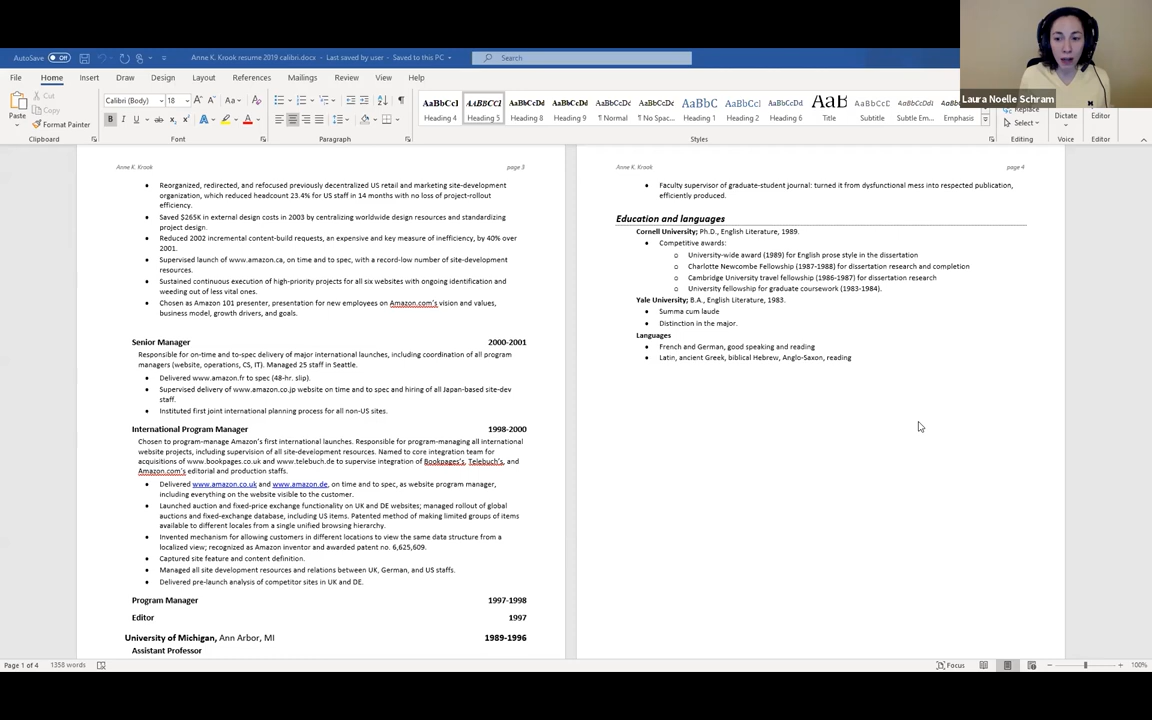 AutoSave Off Anne K. Krook resume 2019 calibri.docx - Last saved by user - Saved to this PC Search
Laura Noelle Schram
File Home Insert Draw Design Layout References Mailings Review View Help
Paste Cut Copy Format Painter
Calibri (Body) 18
AaBbCcI AABBCC1 AaBbCcDd AaBbCcDd AaBbCcDd AaBbCcDd AaBbC AaBbCcD AaBbCcDd AaB AaBbCcD AaBbCcDd AaBbCcDd
Heading 4 Heading 5 Heading 8 Heading 9 ¶ Normal ¶ No Spac... Heading 1 Heading 2 Heading 6 Title Subtitle Subtle Em... Emphasis
Replace Select Dictate Editor
Clipboard Font Paragraph Styles Editing Voice Editor
Anne K. Krook page 3
Reorganized, redirected, and refocused previously decentralized US retail and marketing site-development
organization, which reduced headcount 23.4% for US staff in 14 months with no loss of project-rollout
efficiency.
Saved $265K in external design costs in 2003 by centralizing worldwide design resources and standardizing
project design.
Reduced 2002 incremental content-build requests, an expensive and key measure of inefficiency, by 40% over
2001.
Supervised launch of www.amazon.ca, on time and to spec, with a record-low number of site-development
resources.
Sustained continuous execution of high-priority projects for all six websites with ongoing identification and
weeding out of less vital ones.
Chosen as Amazon 101 presenter, presentation for new employees on Amazon.com's vision and values,
business model, growth drivers, and goals.
Senior Manager 2000-2001
Responsible for on-time and to-spec delivery of major international launches, including coordination of all program
managers (website, operations, CS, IT). Managed 25 staff in Seattle.
Delivered www.amazon.fr to spec (48-hr. slip).
Supervised delivery of www.amazon.co.jp website on time and to spec and hiring of all Japan-based site-dev
staff.
Instituted first joint international planning process for all non-US sites.
International Program Manager 1998-2000
Chosen to program-manage Amazon's first international launches. Responsible for program-managing all international
website projects, including supervision of all site-development resources. Named to core integration team for
acquisitions of www.bookpages.co.uk and www.telebuch.de to supervise integration of Bookpages's, Telebuch's, and
Amazon.com's editorial and production staffs.
Delivered www.amazon.co.uk and www.amazon.de, on time and to spec, as website program manager,
including everything on the website visible to the customer.
Launched auction and fixed-price exchange functionality on UK and DE websites; managed rollout of global
auctions and fixed-exchange database, including US items. Patented method of making limited groups of items
available to different locales from a single unified browsing hierarchy.
Invented mechanism for allowing customers in different locations to view the same data structure from a
localized view; recognized as Amazon inventor and awarded patent no. 6,625,609.
Captured site feature and content definition.
Managed all site development resources and relations between UK, German, and US staffs.
Delivered pre-launch analysis of competitor sites in UK and DE.
Program Manager 1997-1998
Editor 1997
University of Michigan, Ann Arbor, MI 1989-1996
Assistant Professor
Anne K. Krook page 4
Faculty supervisor of graduate-student journal: turned it from dysfunctional mess into respected publication,
efficiently produced.
Education and languages
Cornell University; Ph.D., English Literature, 1989.
Competitive awards:
University-wide award (1989) for English prose style in the dissertation
Charlotte Newcombe Fellowship (1987-1988) for dissertation research and completion
Cambridge University travel fellowship (1986-1987) for dissertation research
University fellowship for graduate coursework (1983-1984).
Yale University; B.A., English Literature, 1983.
Summa cum laude
Distinction in the major.
Languages
French and German, good speaking and reading
Latin, ancient Greek, biblical Hebrew, Anglo-Saxon, reading
Page 1 of 4 1358 words Focus 100%